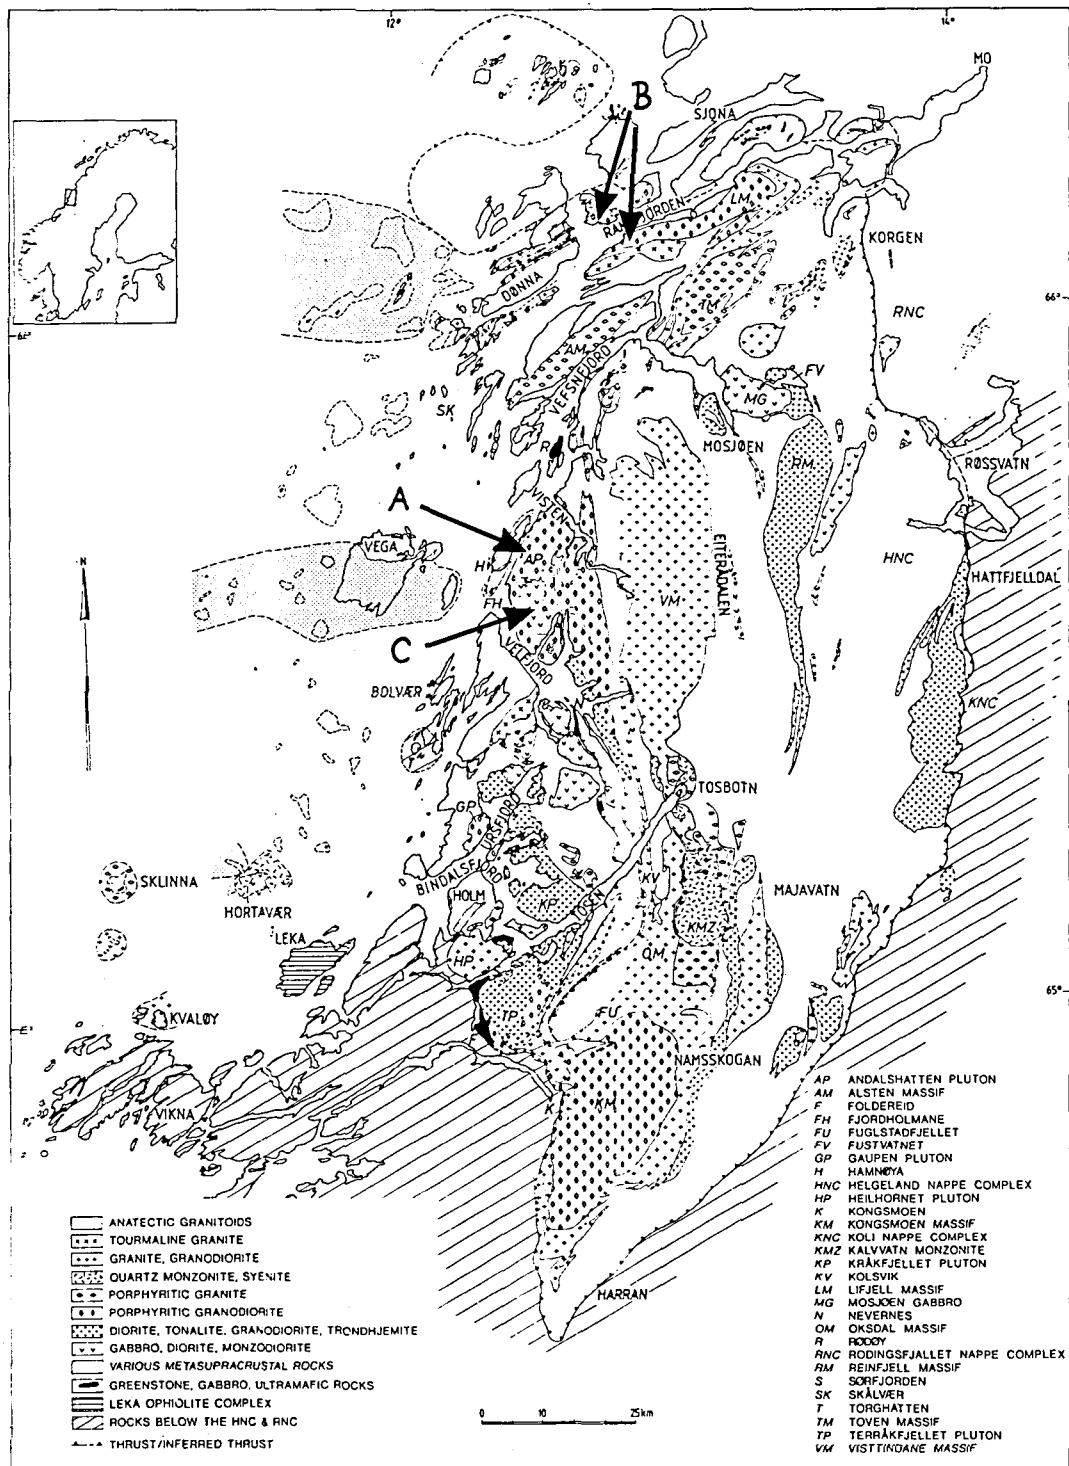 12°
14°
MO
B
SJONA
LM
RANFJORDEN
KORGEN
DØNNA
TM
RNC
66°
66°
AM
VEFSNFJORD
FV
MG
SK
MOSJØEN
R
RM
RØSSVATN
A
VISTEN
VEGA
H
AP
EITERÅDALEN
HNC
HATTFJELLDAL
N
FH
VM
C
VELFJORD
BOLVÆR
KNC
TOSBOTN
GP
URSFJORD
BINDALSFJORD
SKLINNA
HOLM
KV
MAJAVATN
HORTAVÆR
KP
TOSEN
KMZ
LEKA
HP
OM
65°
KVALØY
TP
FU
NAMSSKOGAN
VIKNA
K
KM
HARRAN
AP ANDALSHATTEN PLUTON
AM ALSTEN MASSIF
F FOLDEREID
FH FJORDHOLMANE
FU FUGLSTADFJELLET
FV FUSTVATNET
GP GAUPEN PLUTON
H HAMNØYA
HNC HELGELAND NAPPE COMPLEX
HP HEILHORNET PLUTON
K KONGSMOEN
KM KONGSMOEN MASSIF
KNC KOLI NAPPE COMPLEX
KMZ KALVVATN MONZONITE
KP KRÅKFJELLET PLUTON
KV KOLSVIK
LM LIFJELL MASSIF
MG MOSJØEN GABBRO
N NEVERNES
OM OKSDAL MASSIF
R RØDØY
RNC RODINGSFJALLET NAPPE COMPLEX
RM REINFJELL MASSIF
S SØRFJORDEN
SK SKÅLVÆR
T TORGHATTEN
TM TOVEN MASSIF
TP TERRÅKFJELLET PLUTON
VM VISTTINDANE MASSIF
ANATECTIC GRANITOIDS
TOURMALINE GRANITE
GRANITE, GRANODIORITE
QUARTZ MONZONITE, SYENITE
PORPHYRITIC GRANITE
PORPHYRITIC GRANODIORITE
DIORITE, TONALITE, GRANODIORITE, TRONDHJEMITE
GABBRO, DIORITE, MONZODIORITE
VARIOUS METASUPRACRUSTAL ROCKS
GREENSTONE, GABBRO, ULTRAMAFIC ROCKS
LEKA OPHIOLITE COMPLEX
ROCKS BELOW THE HNC & RNC
THRUST/INFERRED THRUST
0 10 25km